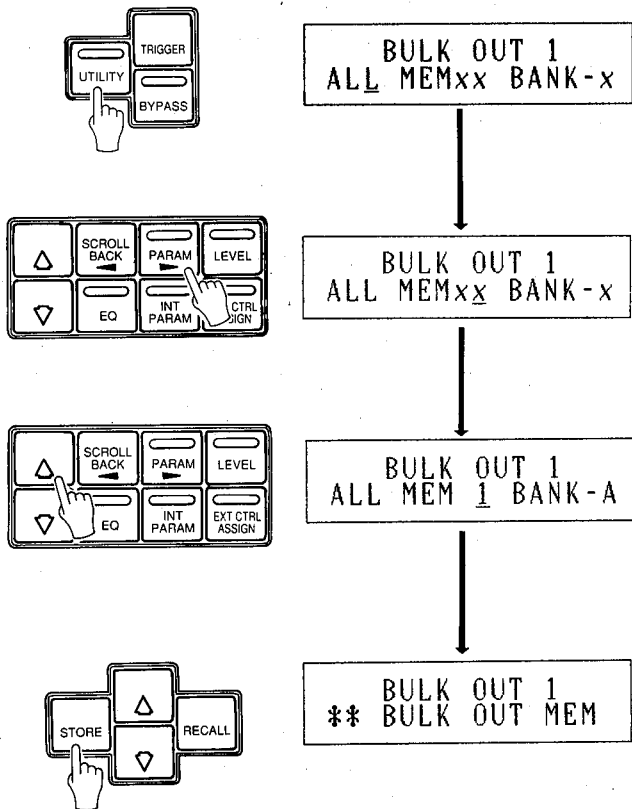 TRIGGER
UTILITY
BYPASS
BULK OUT 1
ALL MEMxx BANK-x
SCROLL BACK
PARAM
LEVEL
EQ
INT PARAM
CTRL
SIGN
BULK OUT 1
ALL MEMxx BANK-x
SCROLL BACK
PARAM
LEVEL
EQ
INT PARAM
EXT CTRL ASSIGN
BULK OUT 1
ALL MEM 1 BANK-A
STORE
RECALL
BULK OUT 1
** BULK OUT MEM